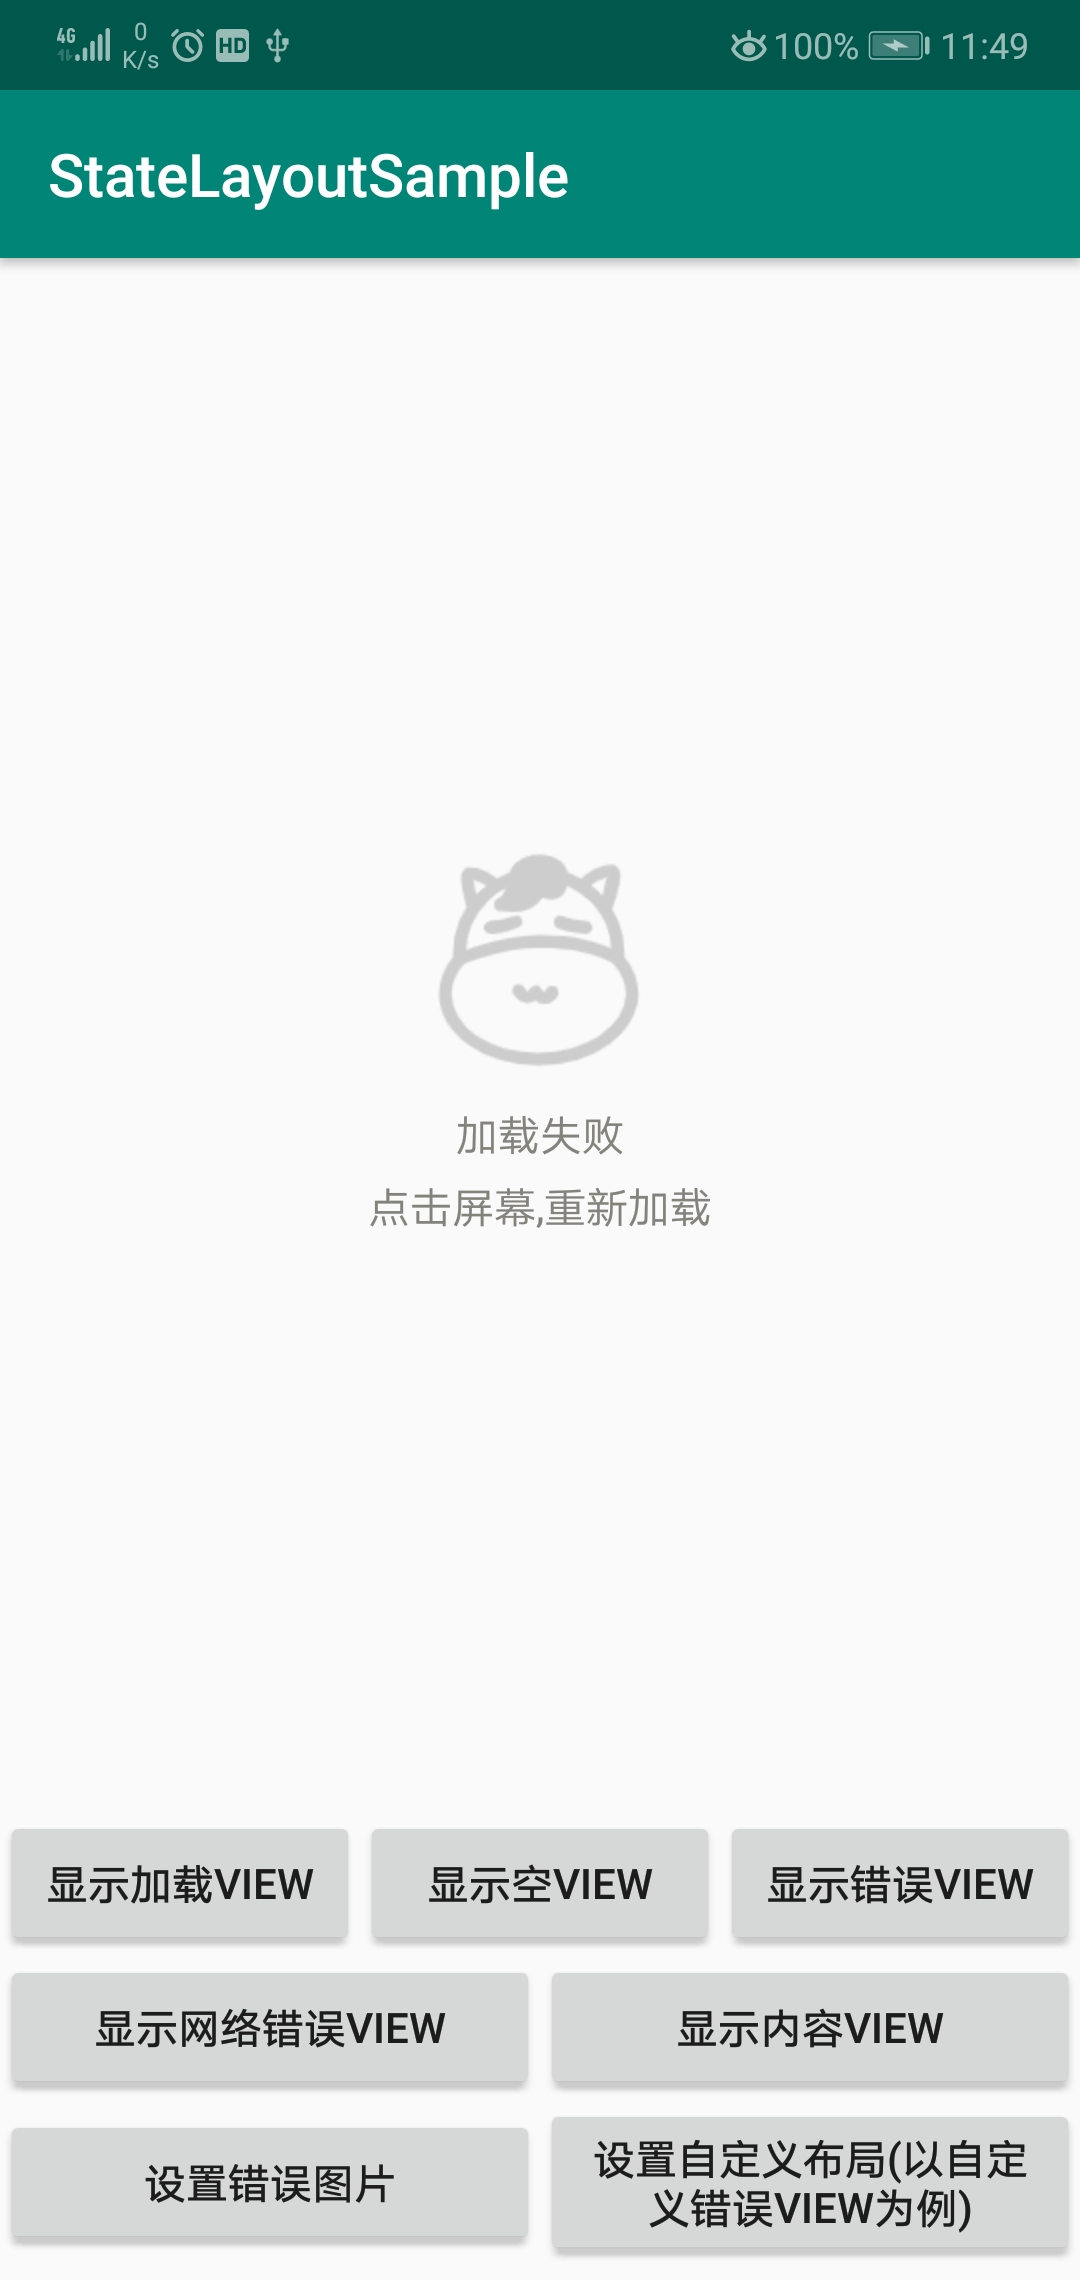 4G
0
K/s
HD
100%
11:49
StateLayoutSample
加载失败
点击屏幕,重新加载
显示加载VIEW
显示空VIEW
显示错误VIEW
显示网络错误VIEW
显示内容VIEW
设置错误图片
设置自定义布局(以自定
义错误VIEW为例)